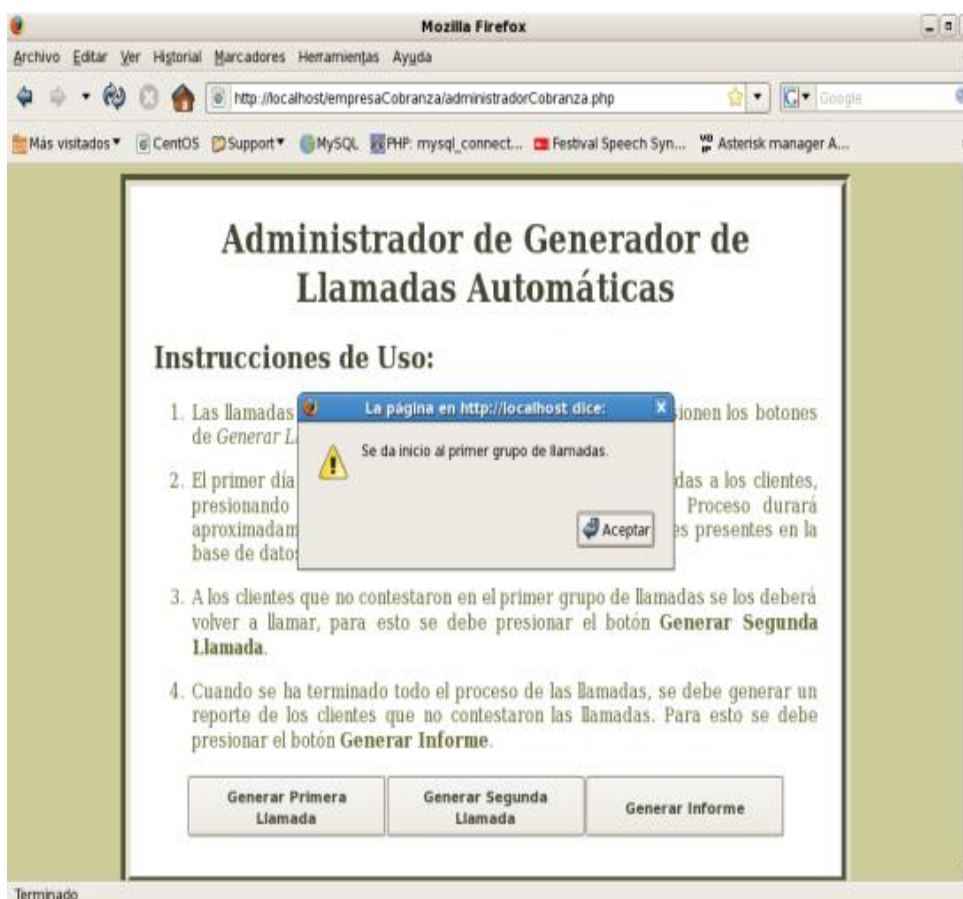 Mozilla Firefox
Archivo Editar Ver Historial Marcadores Herramientas Ayuda
http://localhost/empresaCobranza/administradorCobranza.php
Google
Más visitados CentOS Support MySQL PHP: mysql_connect... Festival Speech Syn... Asterisk manager A...
Administrador de Generador de
Llamadas Automáticas
Instrucciones de Uso:
1. Las llamadas sionen los botones
de Generar L
2. El primer día das a los clientes,
presionando Proceso durará
aproximadam es presentes en la
base de datos
La página en http://localhost dice:
Se da inicio al primer grupo de llamadas.
Aceptar
3. A los clientes que no contestaron en el primer grupo de llamadas se los deberá
volver a llamar, para esto se debe presionar el botón Generar Segunda
Llamada.
4. Cuando se ha terminado todo el proceso de las llamadas, se debe generar un
reporte de los clientes que no contestaron las llamadas. Para esto se debe
presionar el botón Generar Informe.
Generar Primera
Llamada
Generar Segunda
Llamada
Generar Informe
Terminado